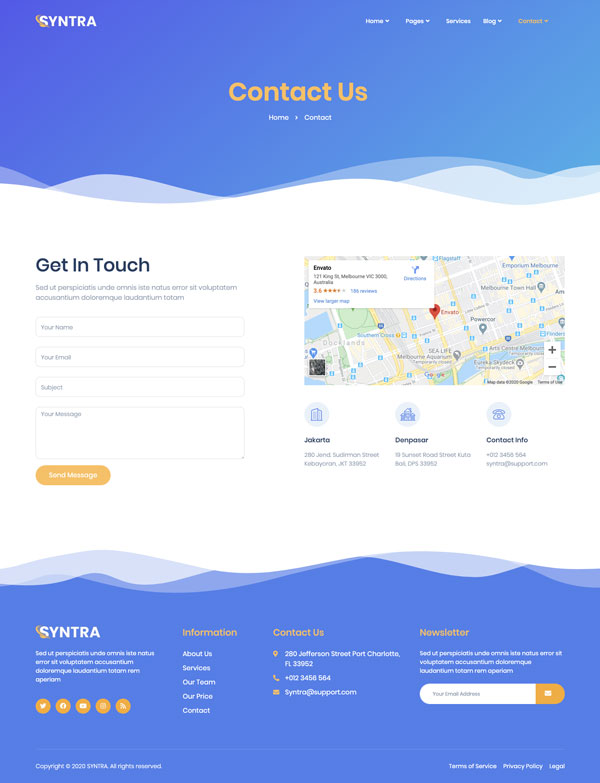 SYNTRA
Home
Pages
Services
Blog
Contact
Contact Us
Home > Contact
Get In Touch
Sed ut perspiciatis unde omnis iste natus error sit voluptatem
accusantium doloremque laudantium totam
Your Name
Your Email
Subject
Your Message
Send Message
Envato
121 King St, Melbourne VIC 3000,
Australia
3.6 186 reviews
View larger map
Directions
Flagstaff
Emporium Melbourne
Melbourne Town Hall
Envato
Powercor
Docklands
Southern Cross
SEA LIFE
Melbourne Aquarium
Temporarily closed
Arts Centre Melbourne
Temporarily closed
Eureka Skydeck
Temporarily closed
Google
Map data ©2020 Google
Terms of Use
Jakarta
280 Jend. Sudirman Street
Kebayoran, JKT 33952
Denpasar
19 Sunset Road Street Kuta
Bali, DPS 33952
Contact Info
+012 3456 564
syntra@support.com
SYNTRA
Sed ut perspiciatis unde omnis iste natus
error sit voluptatem accusantium
doloremque laudantium totam rem
aperiam
Information
About Us
Services
Our Team
Our Price
Contact
Contact Us
280 Jefferson Street Port Charlotte,
FL 33952
+012 3456 564
Syntra@support.com
Newsletter
Sed ut perspiciatis unde omnis iste natus error sit
voluptatem accusantium doloremque
laudantium totam rem
Your Email Address
Copyright © 2020 SYNTRA. All rights reserved.
Terms of Service
Privacy Policy
Legal